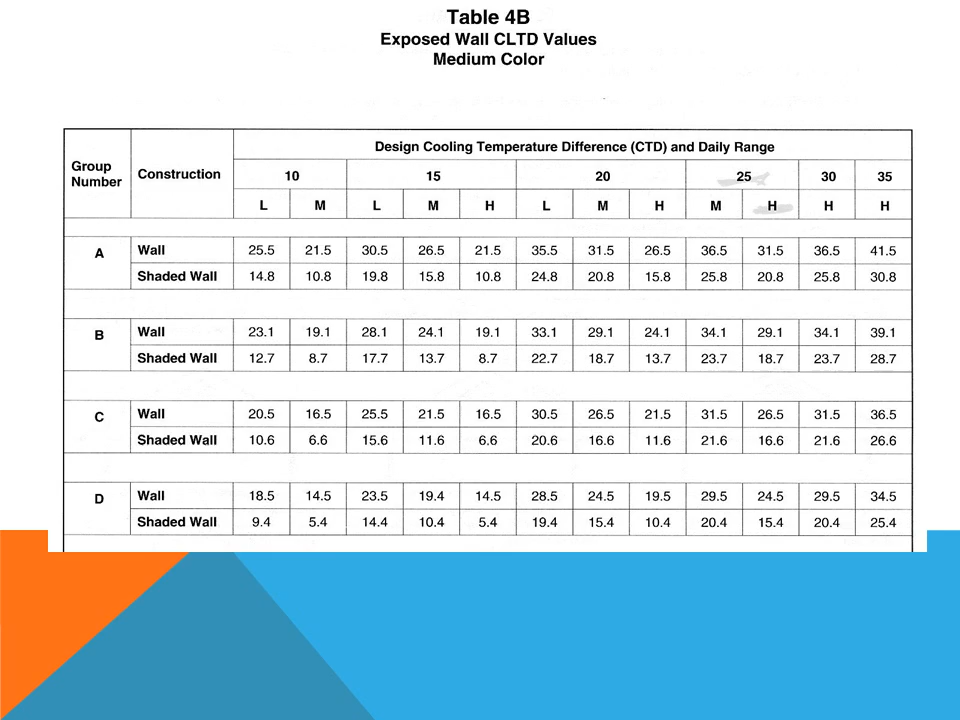 Table 4B
Exposed Wall CLTD Values
Medium Color
Group Number Construction Design Cooling Temperature Difference (CTD) and Daily Range
10 15 20 25 30 35
L M L M H L M H M H H H
A Wall 25.5 21.5 30.5 26.5 21.5 35.5 31.5 26.5 36.5 31.5 36.5 41.5
Shaded Wall 14.8 10.8 19.8 15.8 10.8 24.8 20.8 15.8 25.8 20.8 25.8 30.8
B Wall 23.1 19.1 28.1 24.1 19.1 33.1 29.1 24.1 34.1 29.1 34.1 39.1
Shaded Wall 12.7 8.7 17.7 13.7 8.7 22.7 18.7 13.7 23.7 18.7 23.7 28.7
C Wall 20.5 16.5 25.5 21.5 16.5 30.5 26.5 21.5 31.5 26.5 31.5 36.5
Shaded Wall 10.6 6.6 15.6 11.6 6.6 20.6 16.6 11.6 21.6 16.6 21.6 26.6
D Wall 18.5 14.5 23.5 19.4 14.5 28.5 24.5 19.5 29.5 24.5 29.5 34.5
Shaded Wall 9.4 5.4 14.4 10.4 5.4 19.4 15.4 10.4 20.4 15.4 20.4 25.4